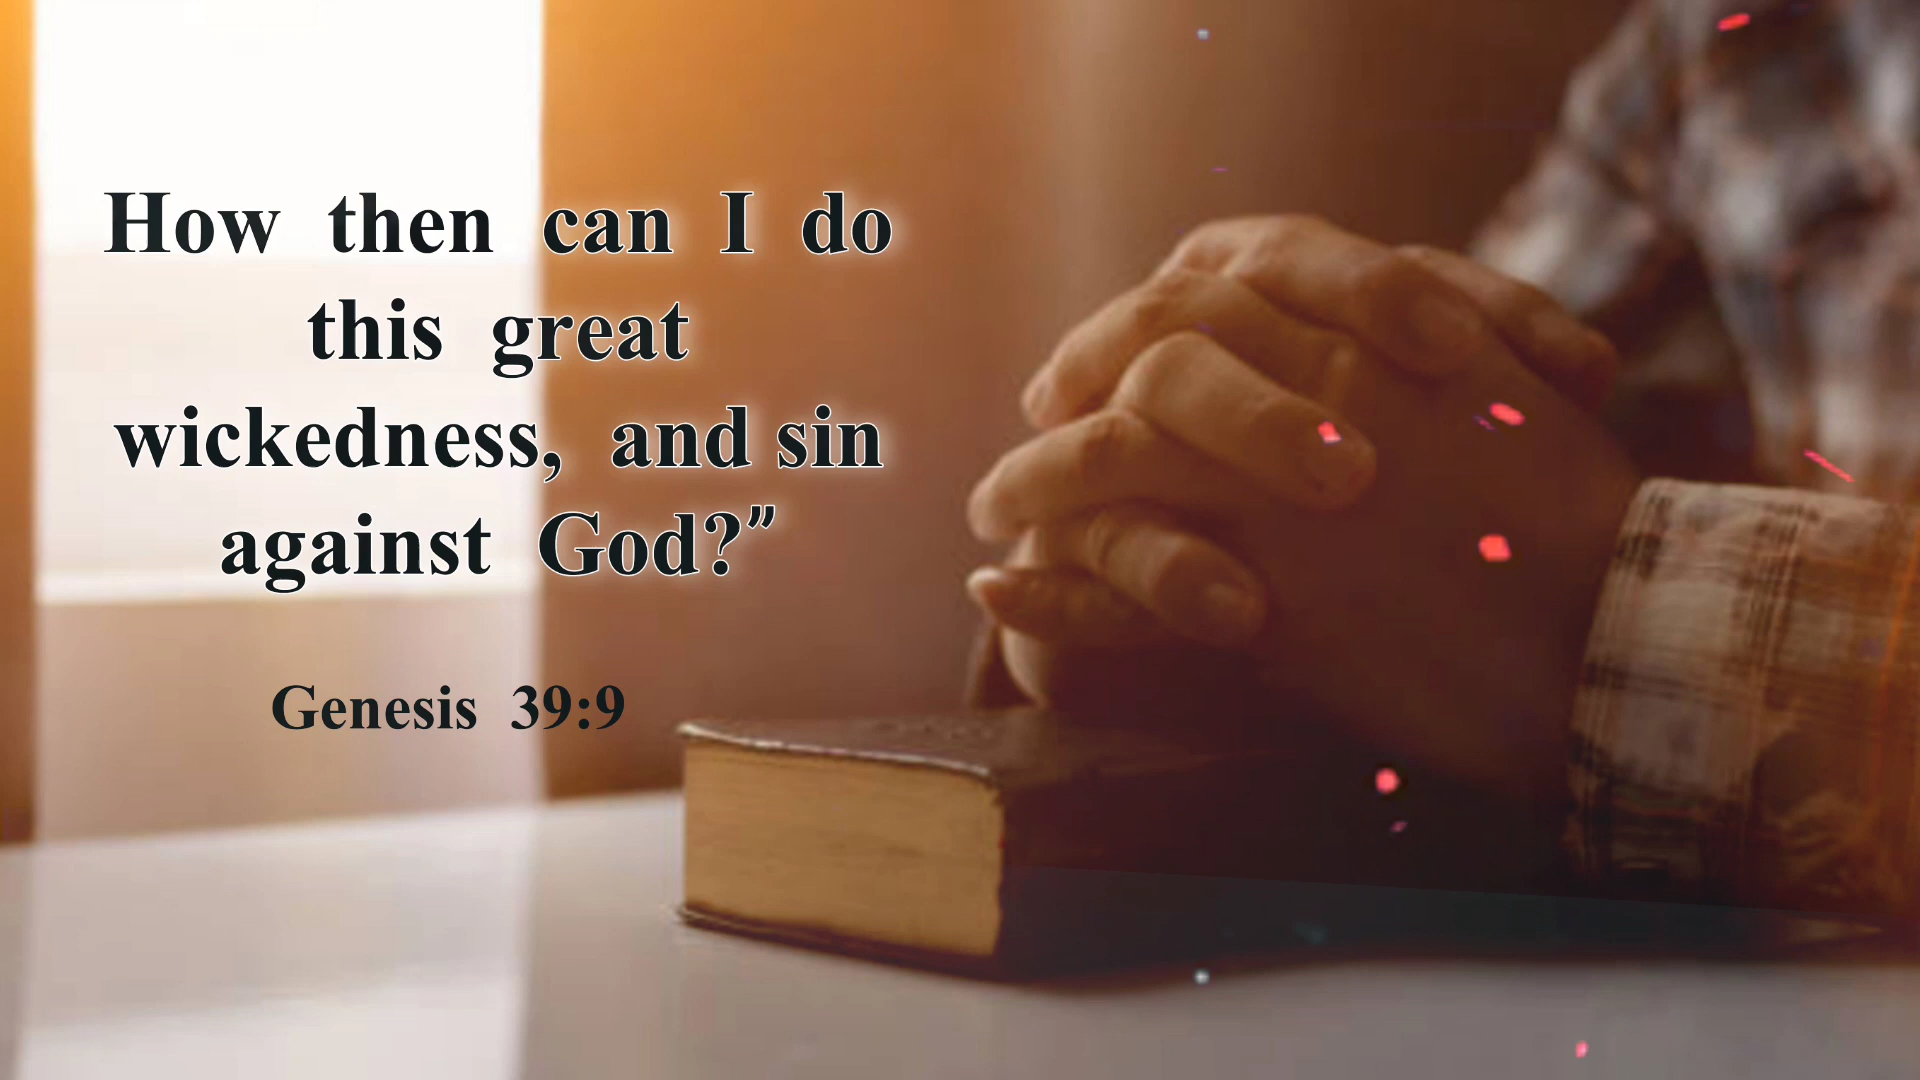 How then can I do
this great
wickedness, and sin
against God?”
Genesis 39:9